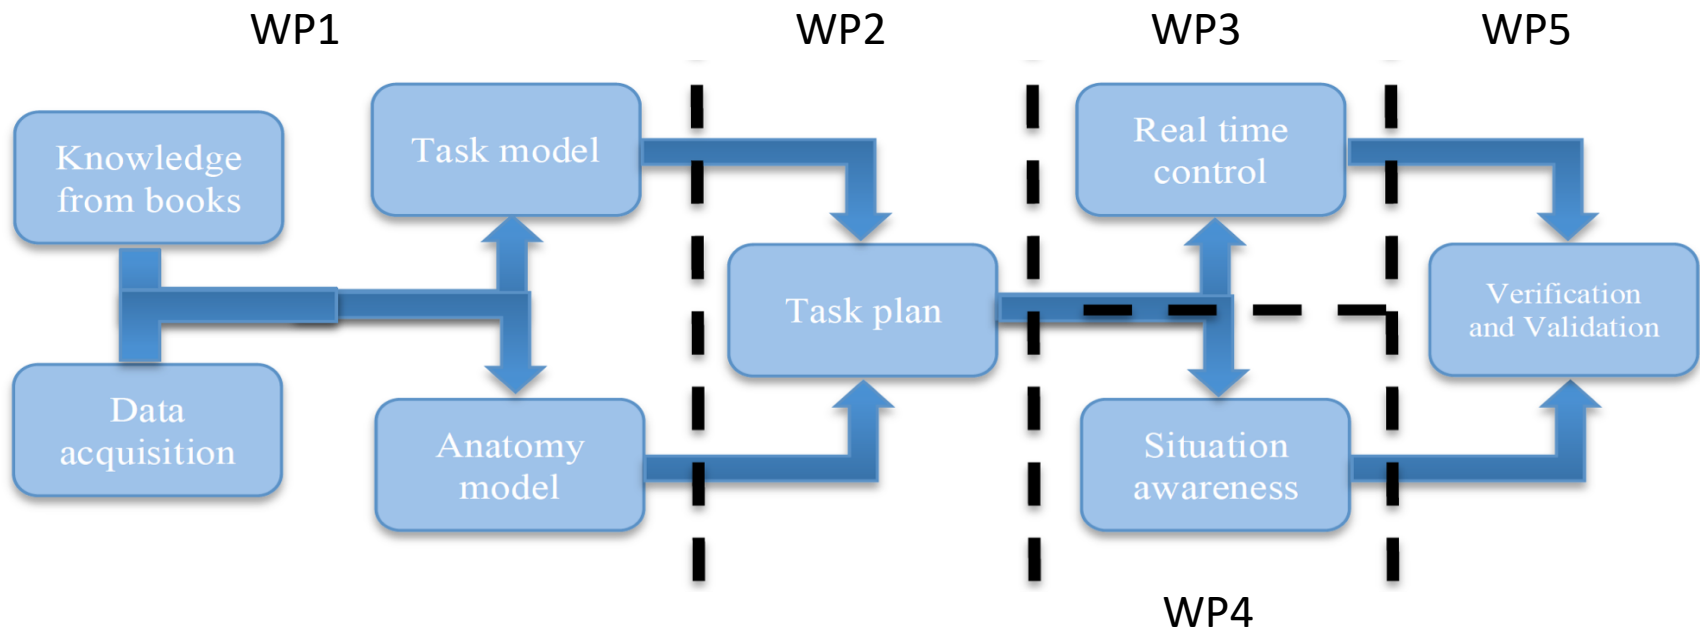 WP1
WP2
WP3
WP5
Knowledge
from books
Task model
Real time
control
Task plan
Verification
and Validation
Data
acquisition
Anatomy
model
Situation
awareness
WP4